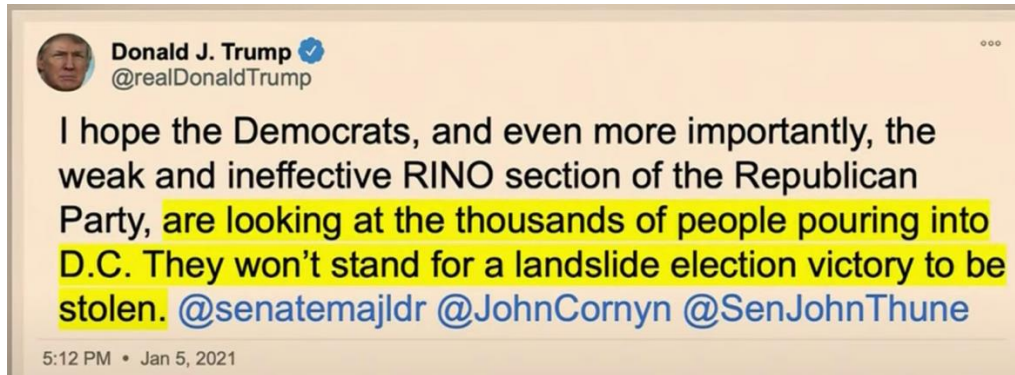 Donald J. Trump
@realDonaldTrump
I hope the Democrats, and even more importantly, the
weak and ineffective RINO section of the Republican
Party, are looking at the thousands of people pouring into
D.C. They won't stand for a landslide election victory to be
stolen. @senatemajldr @JohnCornyn @SenJohnThune
5:12 PM • Jan 5, 2021